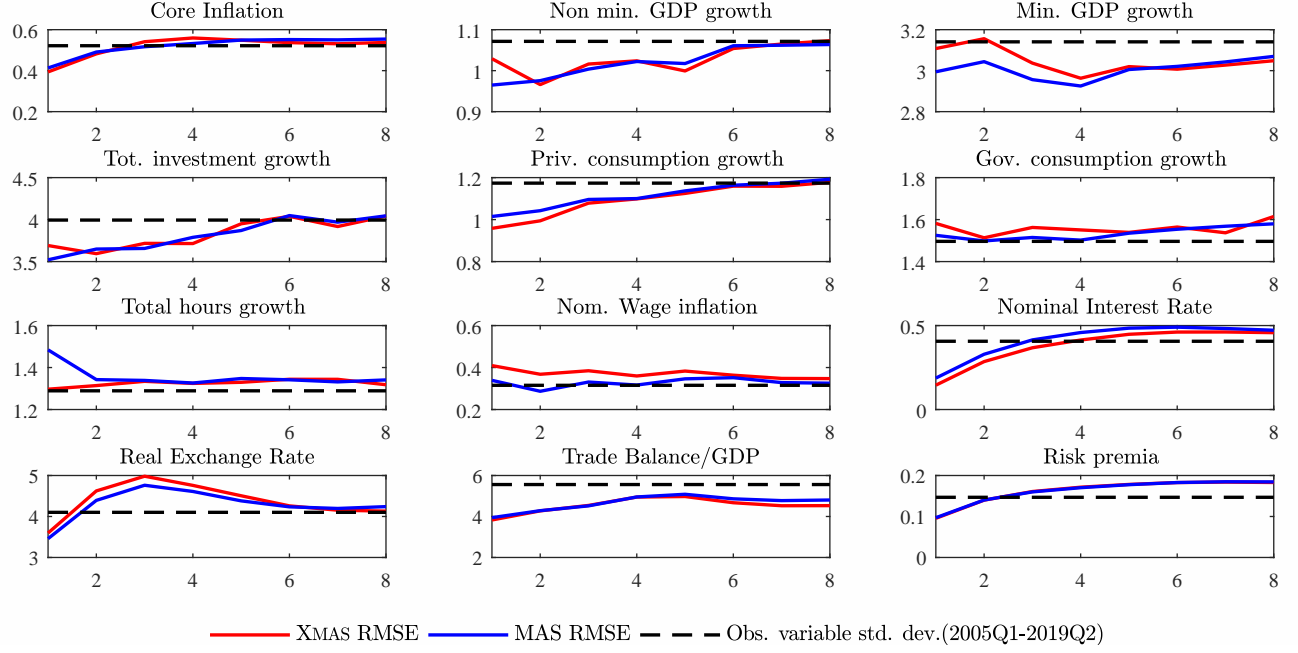 Core Inflation Non min. GDP growth Min. GDP growth
0.6 1.1 3.2
0.4 1 3
0.2 0.9 2.8
2 4 6 8 2 4 6 8 2 4 6 8
Tot. investment growth Priv. consumption growth Gov. consumption growth
4.5 1.2 1.8
4 1 1.6
3.5 0.8 1.4
2 4 6 8 2 4 6 8 2 4 6 8
Total hours growth Nom. Wage inflation Nominal Interest Rate
1.6 0.6 0.5
1.4 0.4
1.2 0.2 0
2 4 6 8 2 4 6 8 2 4 6 8
Real Exchange Rate Trade Balance/GDP Risk premia
5 6 0.2
4 4 0.1
3 2 0
2 4 6 8 2 4 6 8 2 4 6 8
XMAS RMSE MAS RMSE Obs. variable std. dev.(2005Q1-2019Q2)